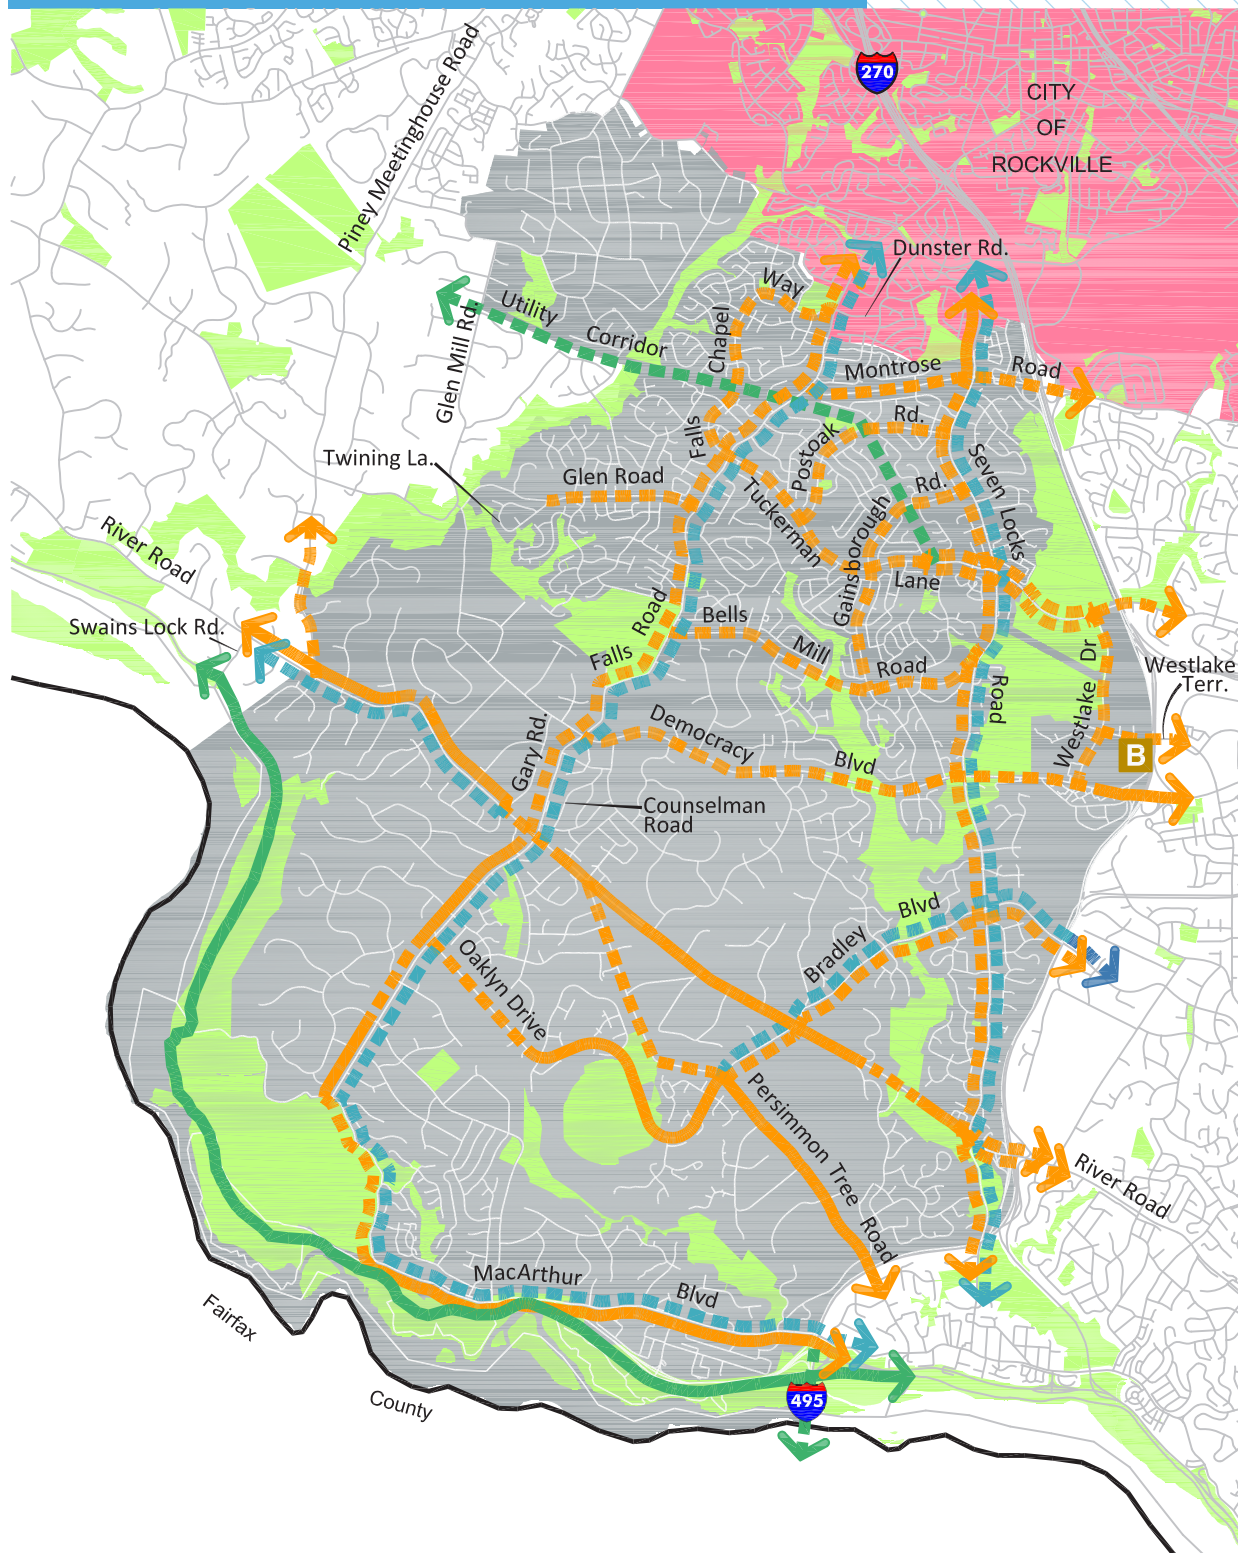 270
CITY
OF
ROCKVILLE
Piney Meetinghouse Road
Dunster Rd.
Way
Utility
Corridor
Chapel
Glen Mill Rd.
Montrose
Road
Rd.
Falls
Postoak
Twining La.
Glen Road
Tuckerman
Rd.
Seven Locks
Gainsborough
River Road
Lane
Swains Lock Rd.
Road
Bells
Falls
Mill
Road
Dr
Westlake
Terr.
Road
Westlake
Gary Rd.
Democracy
Blvd
B
Counselman
Road
Blvd
Bradley
Oaklyn Drive
Persimmon Tree Road
River Road
MacArthur
Blvd
Fairfax
County
495